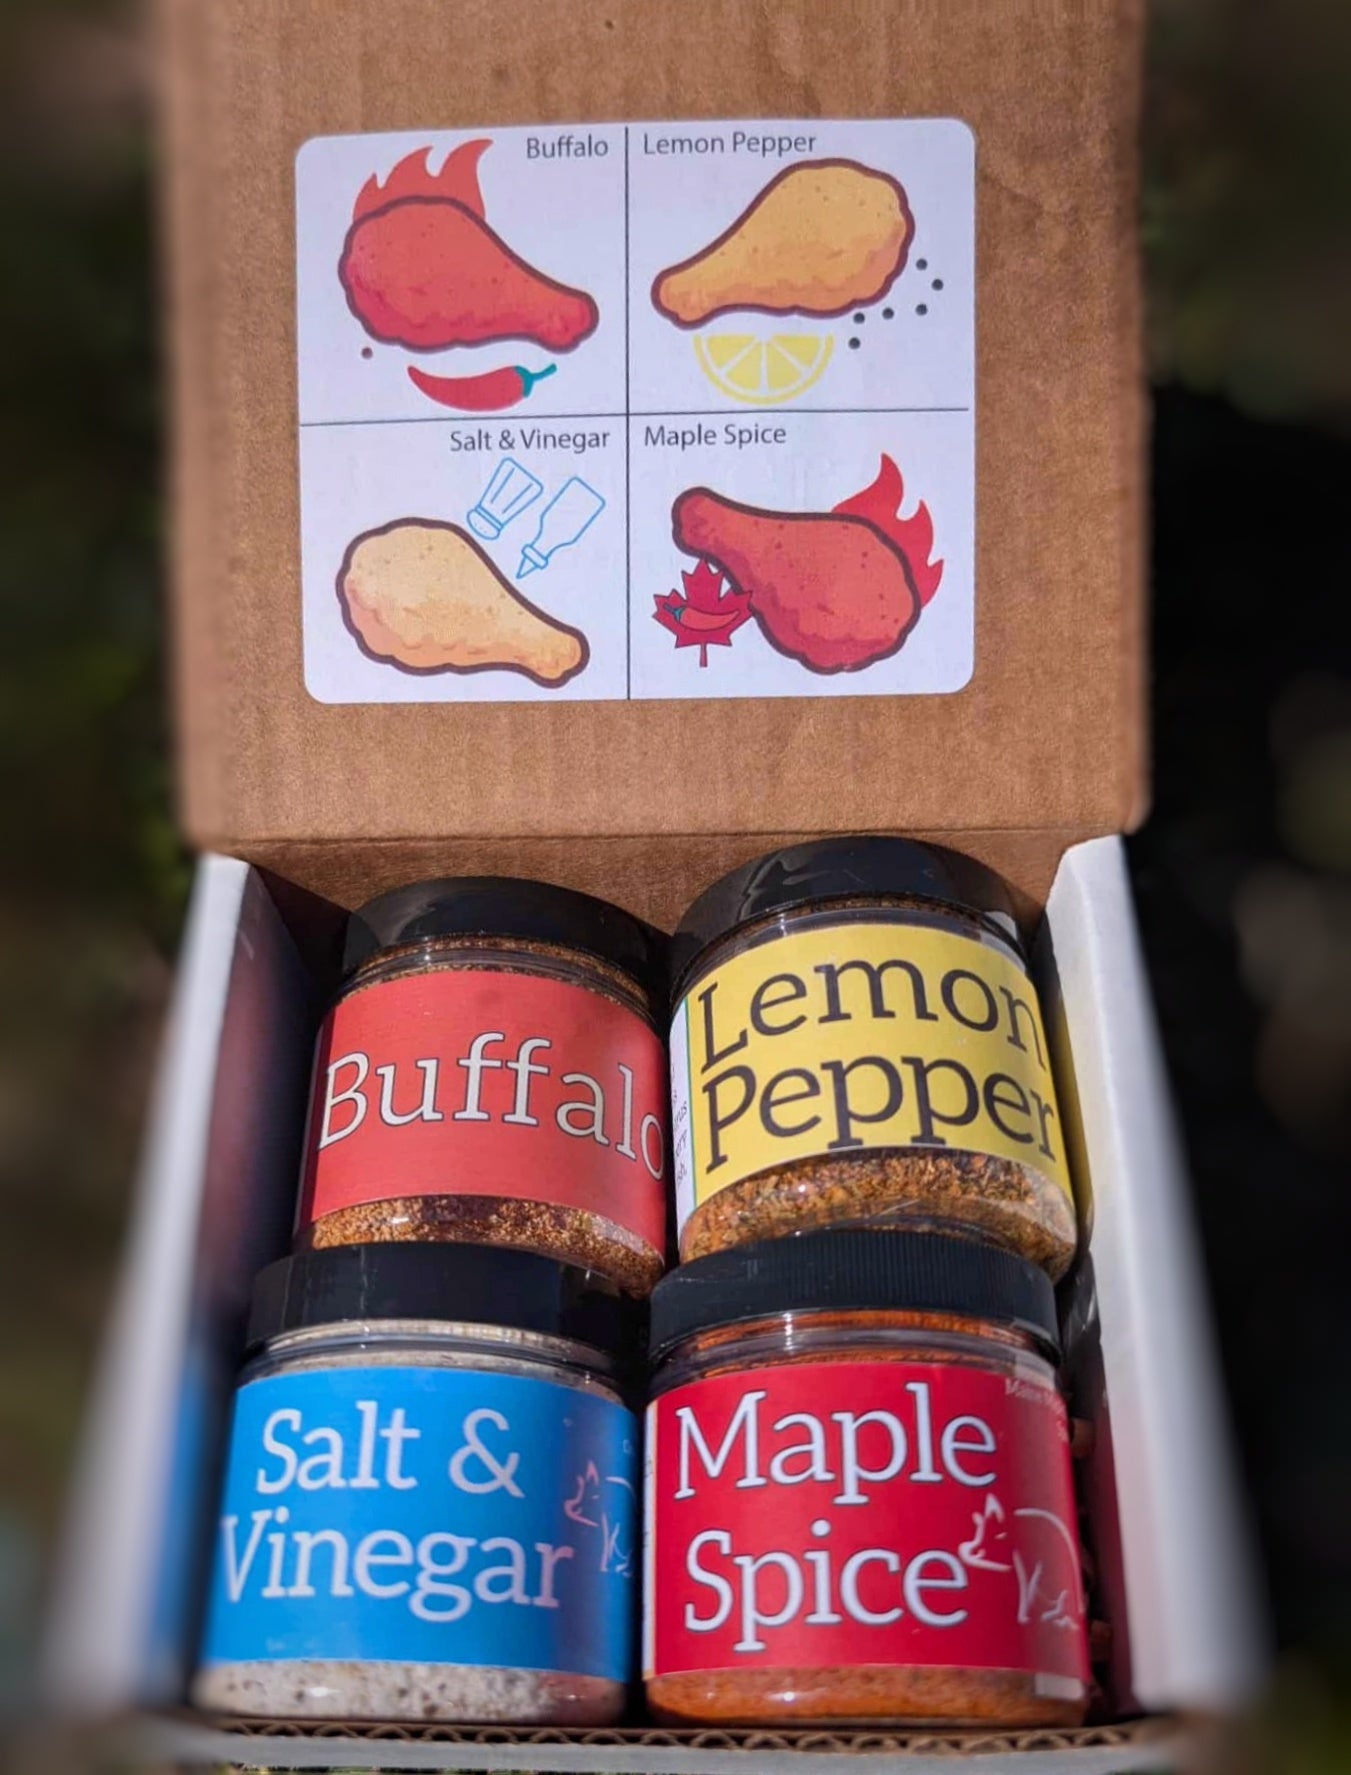 Buffalo
Lemon Pepper
Salt & Vinegar
Maple Spice
Buffalo
Lemon
Pepper
Salt &
Vinegar
Maple
Spice